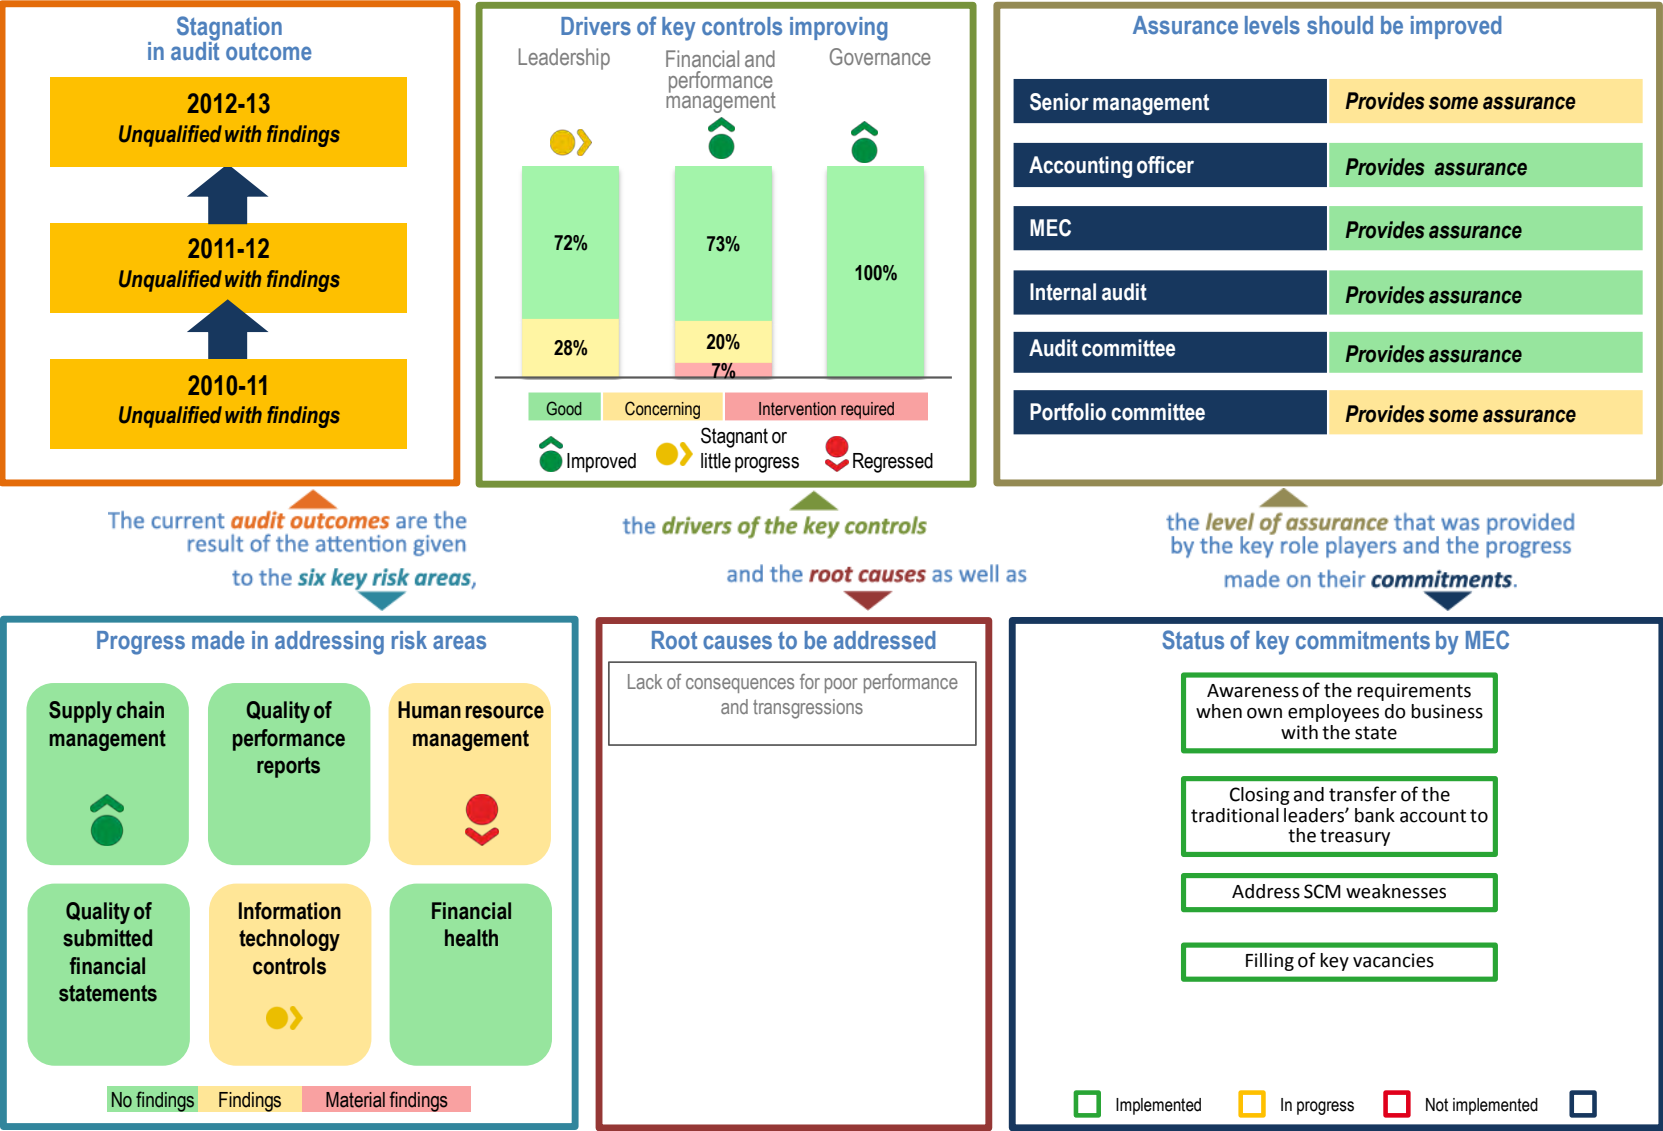 Stagnation
in audit outcome
2012-13
Unqualified with findings
2011-12
Unqualified with findings
2010-11
Unqualified with findings
Drivers of key controls improving
Leadership
Financial and
performance
management
Governance
72%
28%
73%
20%
7%
100%
Good
Concerning
Intervention required
Improved
Stagnant or
little progress
Regressed
Assurance levels should be improved
Senior management
Provides some assurance
Accounting officer
Provides assurance
MEC
Provides assurance
Internal audit
Provides assurance
Audit committee
Provides assurance
Portfolio committee
Provides some assurance
The current audit outcomes are the
result of the attention given
to the six key risk areas,
the drivers of the key controls
and the root causes as well as
the level of assurance that was provided
by the key role players and the progress
made on their commitments.
Progress made in addressing risk areas
Supply chain
management
Quality of
performance
reports
Human resource
management
Quality of
submitted
financial
statements
Information
technology
controls
Financial
health
No findings
Findings
Material findings
Root causes to be addressed
Lack of consequences for poor performance
and transgressions
Status of key commitments by MEC
Awareness of the requirements
when own employees do business
with the state
Closing and transfer of the
traditional leaders’ bank account to
the treasury
Address SCM weaknesses
Filling of key vacancies
Implemented
In progress
Not implemented